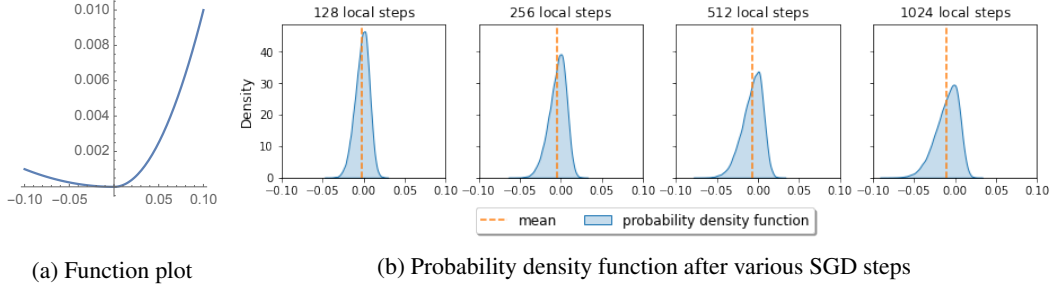 0.010
0.008
0.006
0.004
0.002
−0.10 −0.05 0.05 0.10
128 local steps 256 local steps 512 local steps 1024 local steps
Density
40
30
20
10
0
−0.10 −0.05 0.00 0.05 0.10
−0.10 −0.05 0.00 0.05 0.10
−0.10 −0.05 0.00 0.05 0.10
−0.10 −0.05 0.00 0.05 0.10
mean probability density function
(a) Function plot
(b) Probability density function after various SGD steps